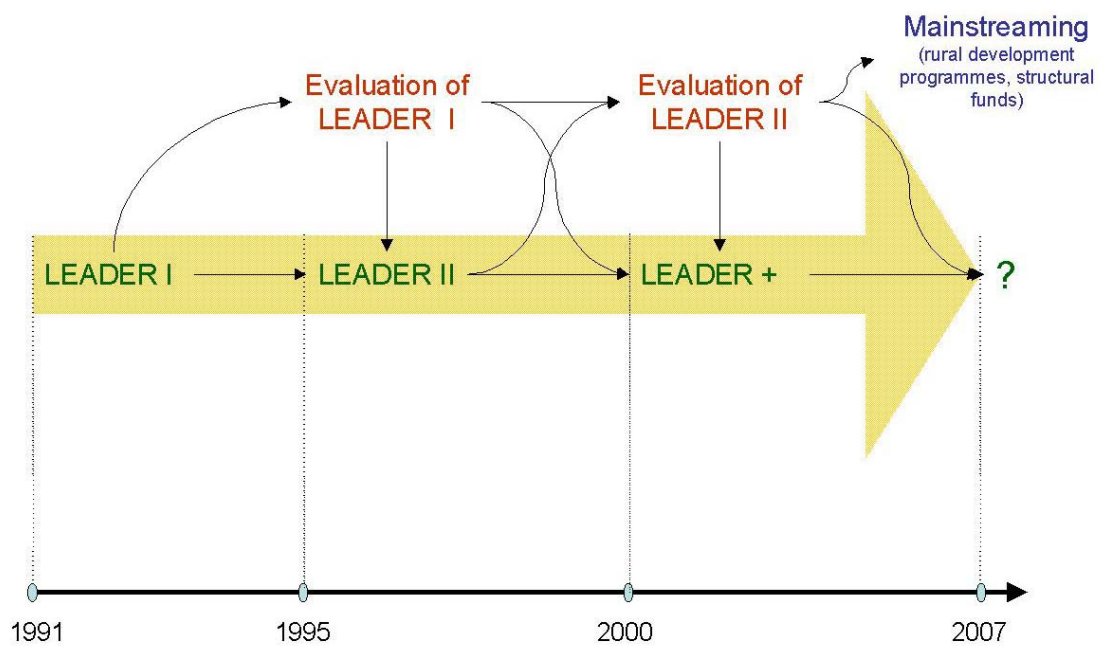 Mainstreaming
(rural development
programmes, structural
funds)
Evaluation of
LEADER I
Evaluation of
LEADER II
LEADER I
LEADER II
LEADER +
?
1991
1995
2000
2007